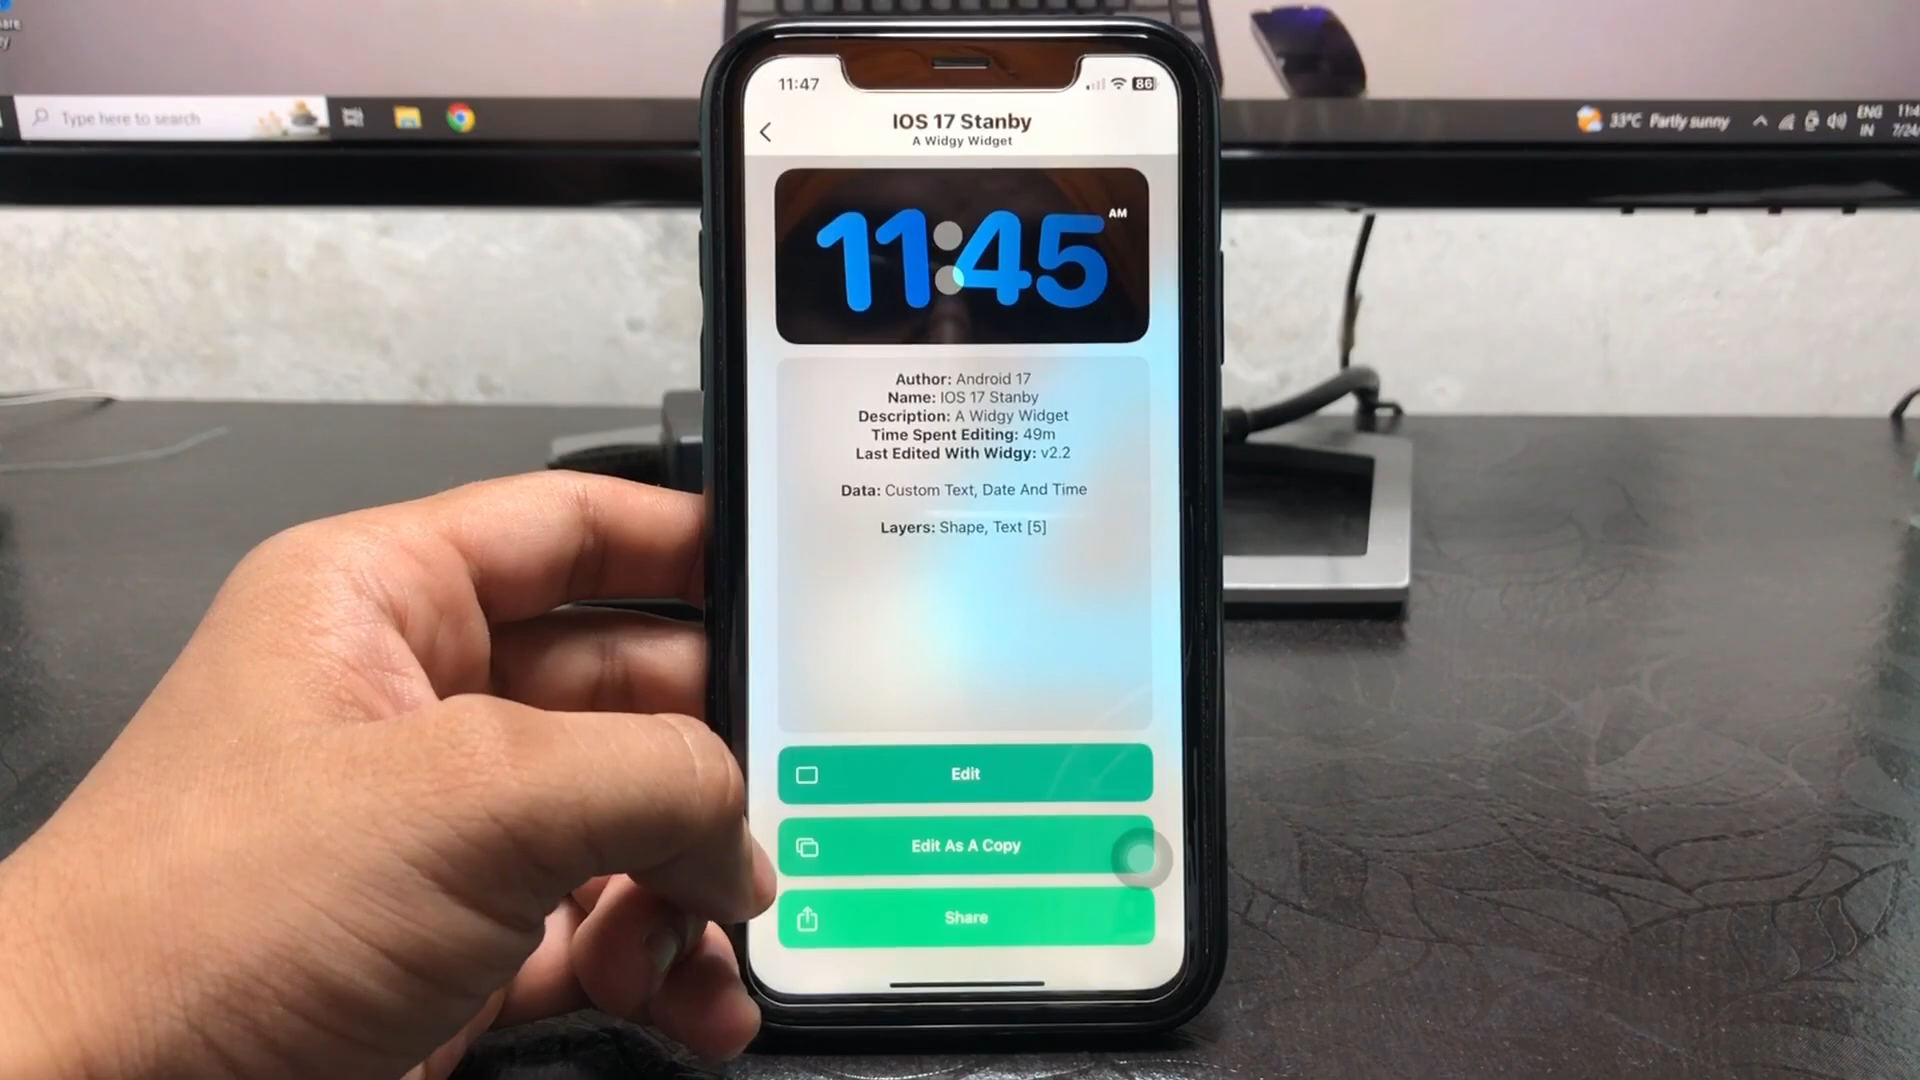 Type here to search
33°C Partly sunny
ENG
IN
11:47
86
IOS 17 Stanby
A Widgy Widget
11:45
AM
Author: Android 17
Name: IOS 17 Stanby
Description: A Widgy Widget
Time Spent Editing: 49m
Last Edited With Widgy: v2.2
Data: Custom Text, Date And Time
Layers: Shape, Text [5]
Edit
Edit As A Copy
Share